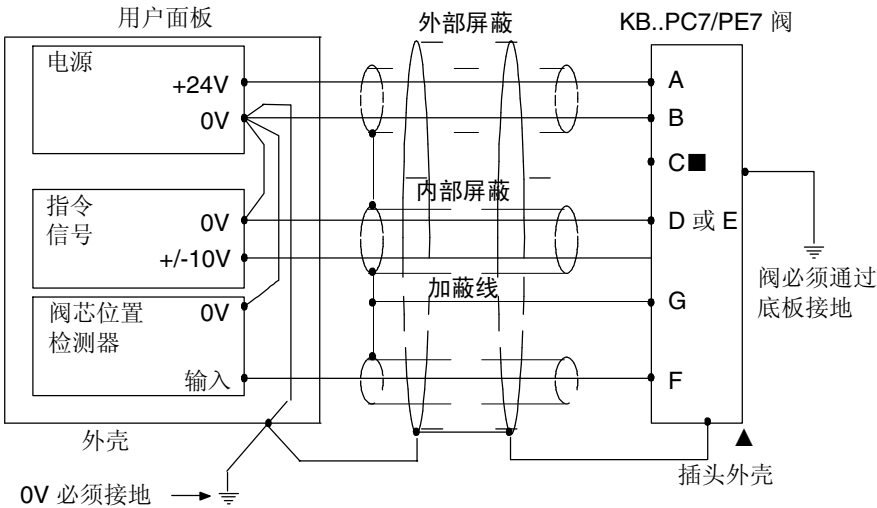 用户面板
外部屏蔽
KB..PC7/PE7 阀
电源
+24V
0V
A
B
C■
内部屏蔽
指令
信号
0V
+/-10V
D 或 E
阀必须通过
底板接地
加蔽线
阀芯位置
检测器
0V
G
输入
F
外壳
▲
插头外壳
0V 必须接地